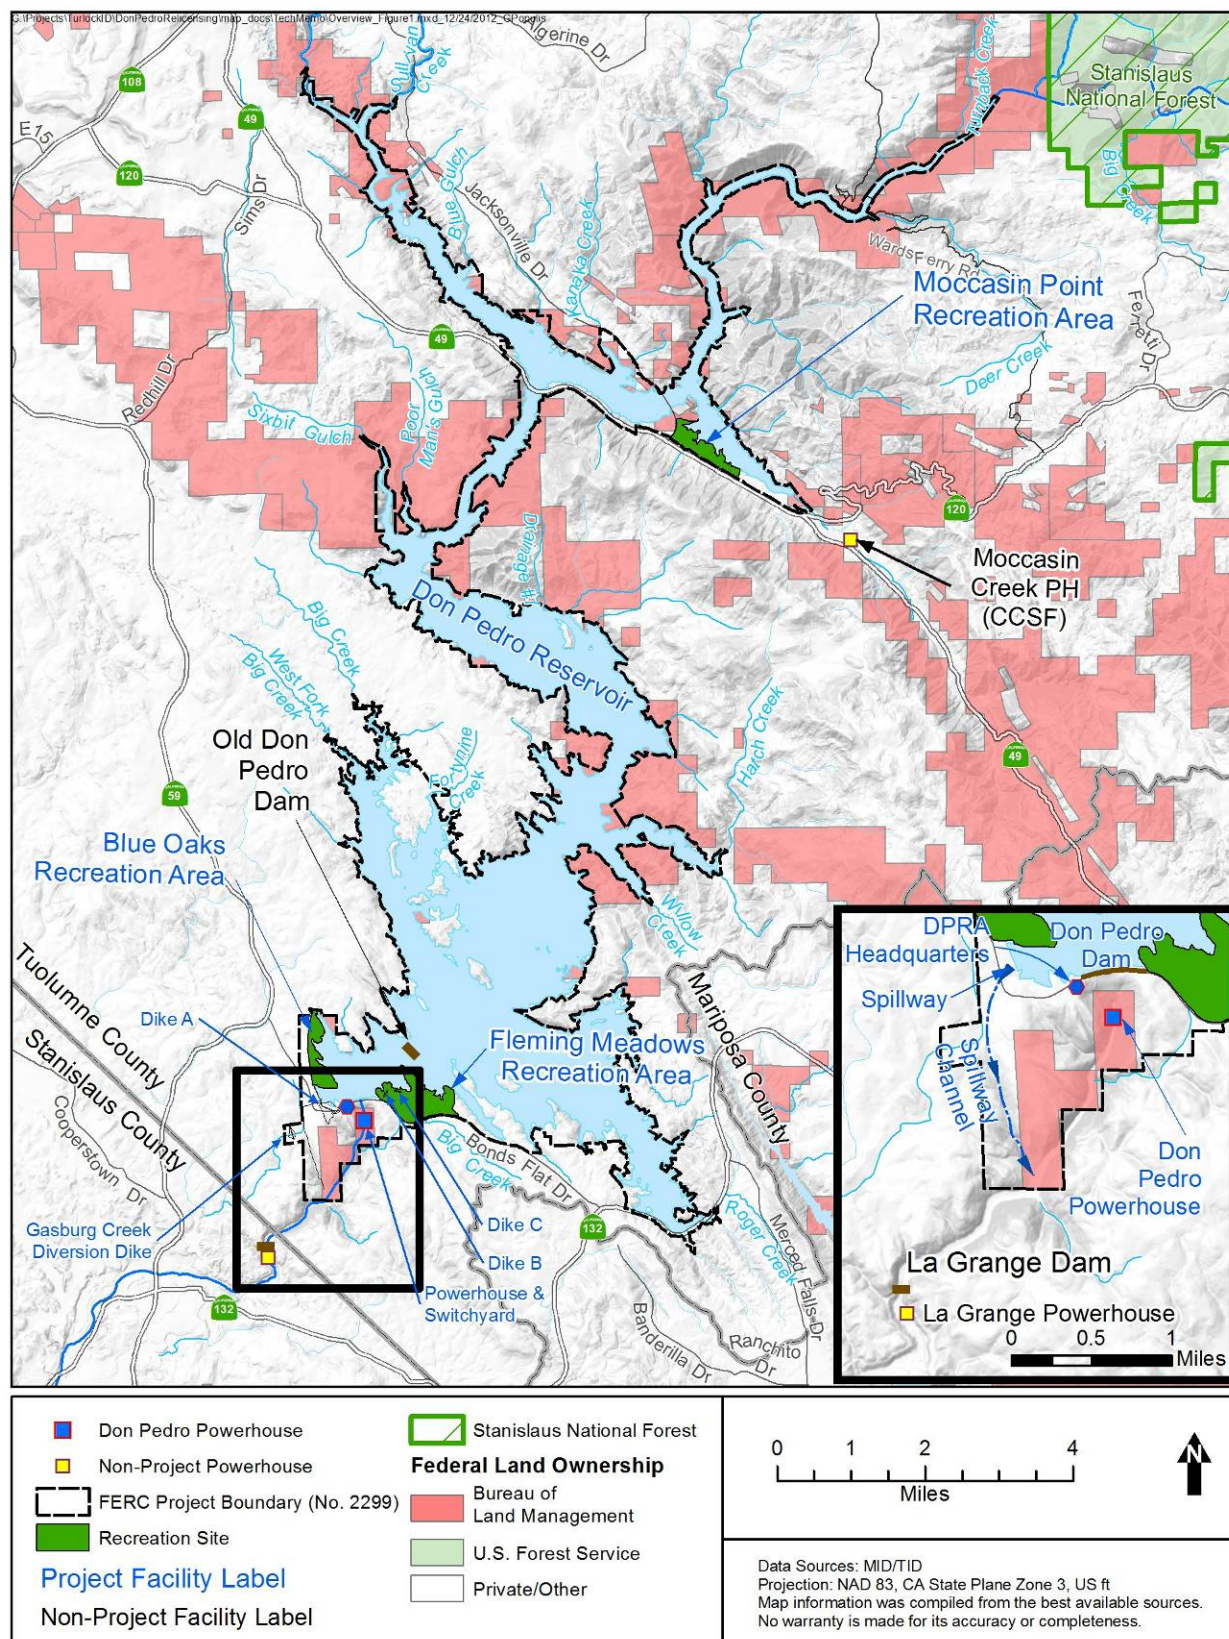 G:\Projects\TurlockID\DonPedroRelicensing\map_docs\TechMemo\Overview_Figure1.mxd_12/24/2012_GPopplis
Algerine Dr
Sullivan
Creek
Turnback Creek
Stanislaus
National Forest
108
49
E15
120
Sims Dr
Blue Gulch
Jacksonville Dr
Kanaka Creek
Big
Creek
Wards Ferry Rd
Moccasin Point
Recreation Area
Ferretti Dr
49
Deer Creek
Redhill Dr
Sixbit Gulch
Poor
Man's Gulch
120
Drainage #
Moccasin
Creek PH
(CCSF)
Don Pedro Reservoir
Big Creek
West Fork
Big Creek
Hatch Creek
Old Don
Pedro
Dam
Fortynine
Creek
49
59
Blue Oaks
Recreation Area
Willow
Creek
Tuolumne County
Stanislaus County
Mariposa County
Dike A
Fleming Meadows
Recreation Area
Cooperstown Dr
Big Creek
Bonds Flat Dr
Gasburg Creek
Diversion Dike
Dike C
Dike B
Powerhouse &
Switchyard
132
132
Roger Creek
Merced Falls Dr
Banderilla Dr
Ranchito
Dr
DPRA
Headquarters
Don Pedro
Dam
Spillway
Spillway
Channel
Don
Pedro
Powerhouse
La Grange Dam
La Grange Powerhouse
0 0.5 1
Miles
Don Pedro Powerhouse
Non-Project Powerhouse
FERC Project Boundary (No. 2299)
Recreation Site
Project Facility Label
Non-Project Facility Label
Stanislaus National Forest
Federal Land Ownership
Bureau of
Land Management
U.S. Forest Service
Private/Other
0 1 2 4
Miles
N
Data Sources: MID/TID
Projection: NAD 83, CA State Plane Zone 3, US ft
Map information was compiled from the best available sources.
No warranty is made for its accuracy or completeness.